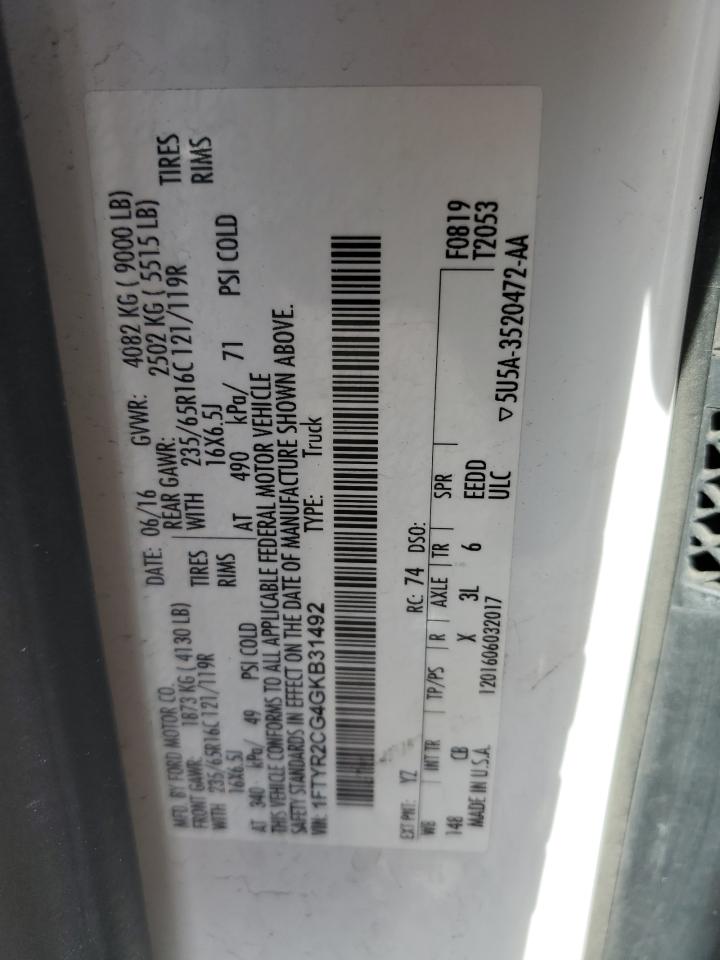 MFD. BY FORD MOTOR CO.
DATE: 06/16 GVWR: 4082 KG ( 9000 LB)
FRONT GAWR: 1873 KG ( 4130 LB) REAR GAWR: 2502 KG ( 5515 LB)
WITH 235/65R16C 121/119R TIRES WITH 235/65R16C 121/119R TIRES
16X6.5J RIMS 16X6.5J RIMS
AT 340 kPa/ 49 PSI COLD AT 490 kPa/ 71 PSI COLD
THIS VEHICLE CONFORMS TO ALL APPLICABLE FEDERAL MOTOR VEHICLE
SAFETY STANDARDS IN EFFECT ON THE DATE OF MANUFACTURE SHOWN ABOVE.
VIN: 1FTYR2CG4GKB31492 TYPE: Truck
EXT PNT: YZ RC: 74 DSO:
WB INT TR TP/PS R AXLE TR SPR F0819
148 CB X 3L 6 EEDD T2053
MADE IN U.S.A. 1201606032017 ULC
▽5U5A-3520472-AA